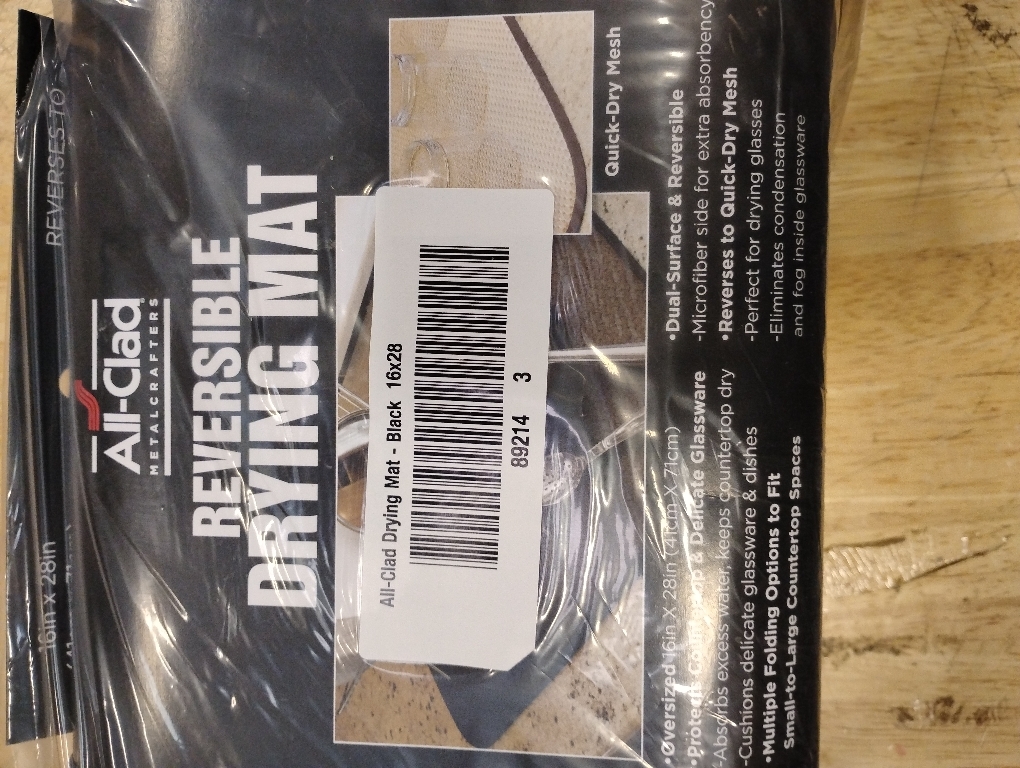 REVERSES TO
16in X 28in
All-Clad
METALCRAFTERS
REVERSIBLE
DRYING MAT
Quick-Dry Mesh
All-Clad Drying Mat - Black 16x28
89214 3
•Oversized 16in X 28in (41cm X 71cm)
•Protects Countertop & Delicate Glassware
-Absorbs excess water, keeps countertop dry
-Cushions delicate glassware & dishes
•Multiple Folding Options to Fit
Small-to-Large Countertop Spaces
•Dual-Surface & Reversible
-Microfiber side for extra absorbency
•Reverses to Quick-Dry Mesh
-Perfect for drying glasses
-Eliminates condensation
and fog inside glassware